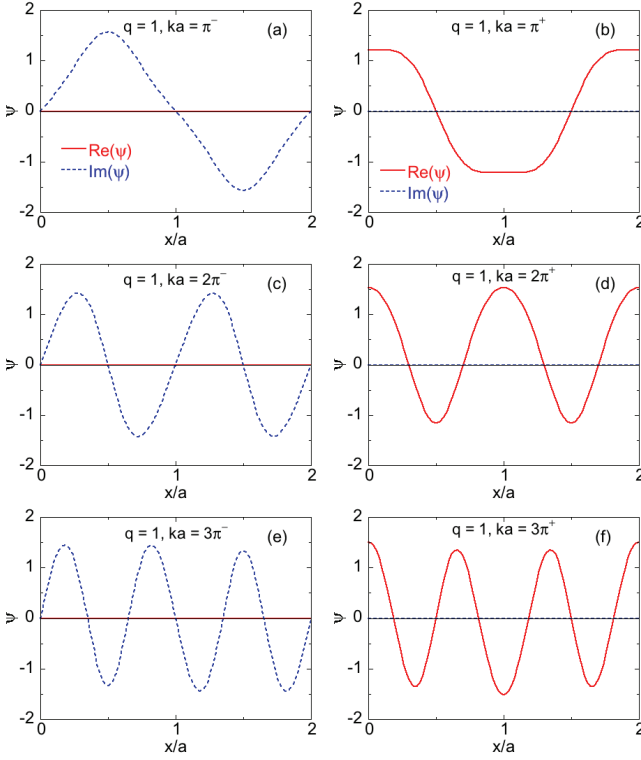 q = 1, ka = π⁻ (a)
2
1
0
-1
-2
ψ
Re(ψ)
Im(ψ)
0 1 2
x/a
q = 1, ka = π⁺ (b)
2
1
0
-1
-2
ψ
Re(ψ)
Im(ψ)
0 1 2
x/a
q = 1, ka = 2π⁻ (c)
2
1
0
-1
-2
ψ
0 1 2
x/a
q = 1, ka = 2π⁺ (d)
2
1
0
-1
-2
ψ
0 1 2
x/a
q = 1, ka = 3π⁻ (e)
2
1
0
-1
-2
ψ
0 1 2
x/a
q = 1, ka = 3π⁺ (f)
2
1
0
-1
-2
ψ
0 1 2
x/a